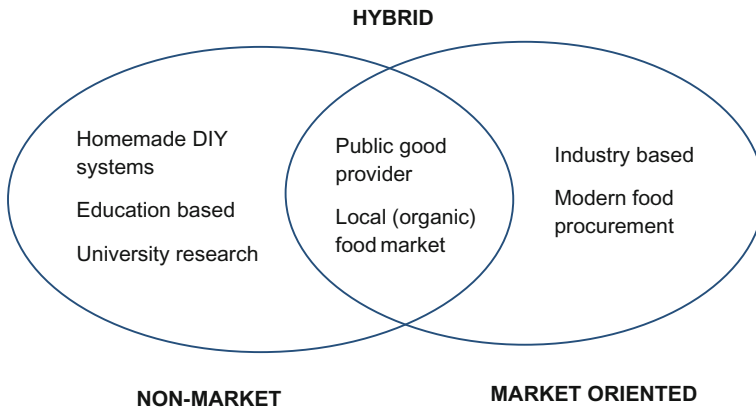 HYBRID
Homemade DIY
systems
Education based
University research
Public good
provider
Local (organic)
food market
Industry based
Modern food
procurement
NON-MARKET
MARKET ORIENTED